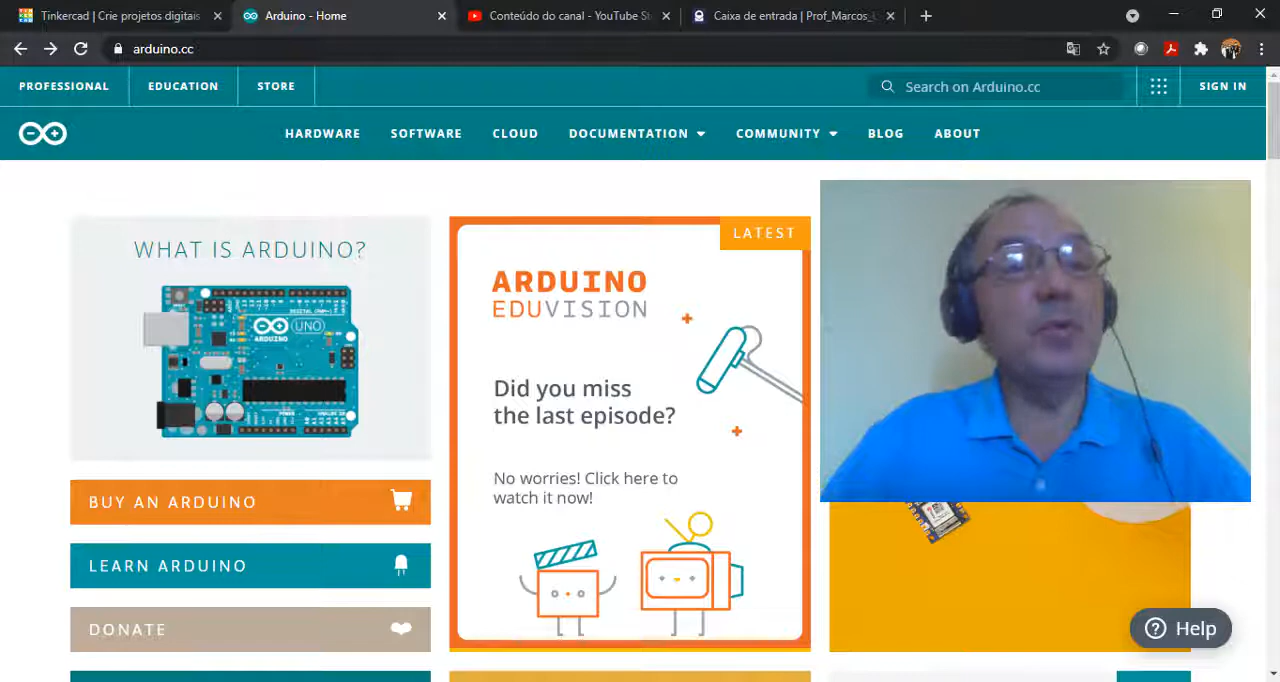 Tinkercad | Crie projetos digitais
Arduino - Home
Conteúdo do canal - YouTube St
Caixa de entrada | Prof_Marcos_
arduino.cc
PROFESSIONAL
EDUCATION
STORE
Search on Arduino.cc
SIGN IN
HARDWARE
SOFTWARE
CLOUD
DOCUMENTATION
COMMUNITY
BLOG
ABOUT
WHAT IS ARDUINO?
UNO
ARDUINO
BUY AN ARDUINO
LEARN ARDUINO
DONATE
LATEST
ARDUINO
EDUVISION
Did you miss
the last episode?
No worries! Click here to
watch it now!
Help